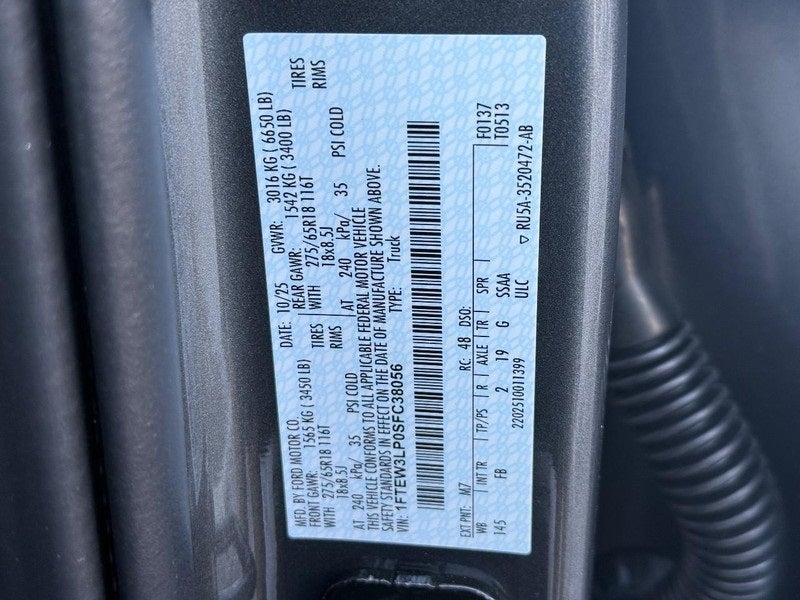 MFD. BY FORD MOTOR CO.
DATE: 10/25 GVWR: 3016 KG ( 6650 LB)
FRONT GAWR: 1565 KG ( 3450 LB)
REAR GAWR: 1542 KG ( 3400 LB)
WITH 275/65R18 116T TIRES
WITH 275/65R18 116T TIRES
18x8.5J RIMS
18x8.5J RIMS
AT 240 kPa/ 35 PSI COLD
AT 240 kPa/ 35 PSI COLD
THIS VEHICLE CONFORMS TO ALL APPLICABLE FEDERAL MOTOR VEHICLE
SAFETY STANDARDS IN EFFECT ON THE DATE OF MANUFACTURE SHOWN ABOVE.
VIN: 1FTEW3LP0SFC38056 TYPE: Truck
F0137
EXT PNT: M7 RC: 48 DSO: T0513
WB INT TR TP/PS R AXLE TR SPR
145 FB 2 19 G SSAA
2202510011399 ULC
▽ RU5A-3520472-AB